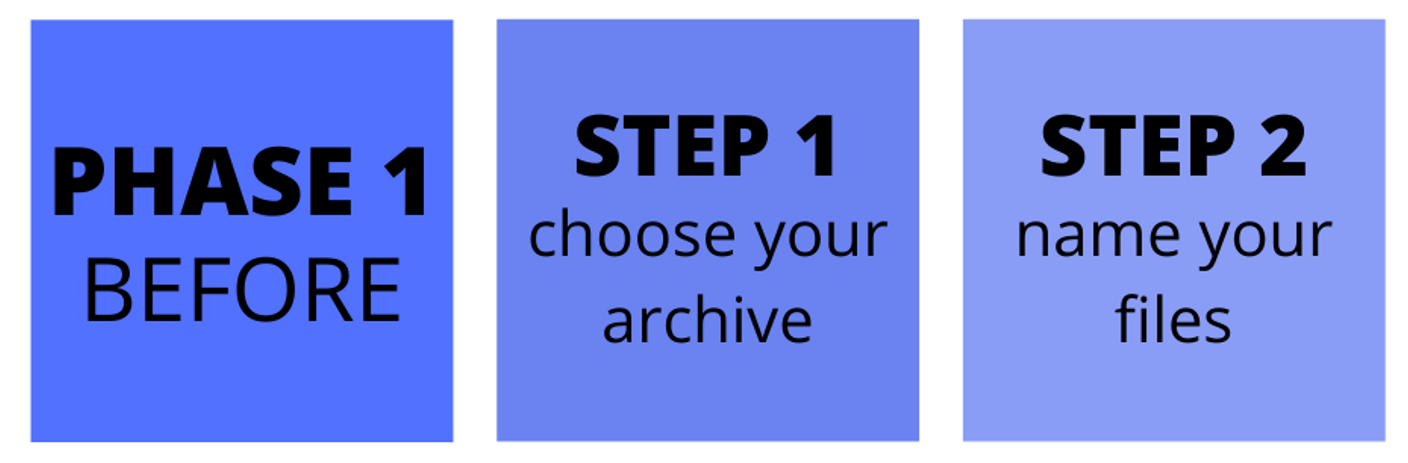 PHASE 1
BEFORE
STEP 1
choose your
archive
STEP 2
name your
files